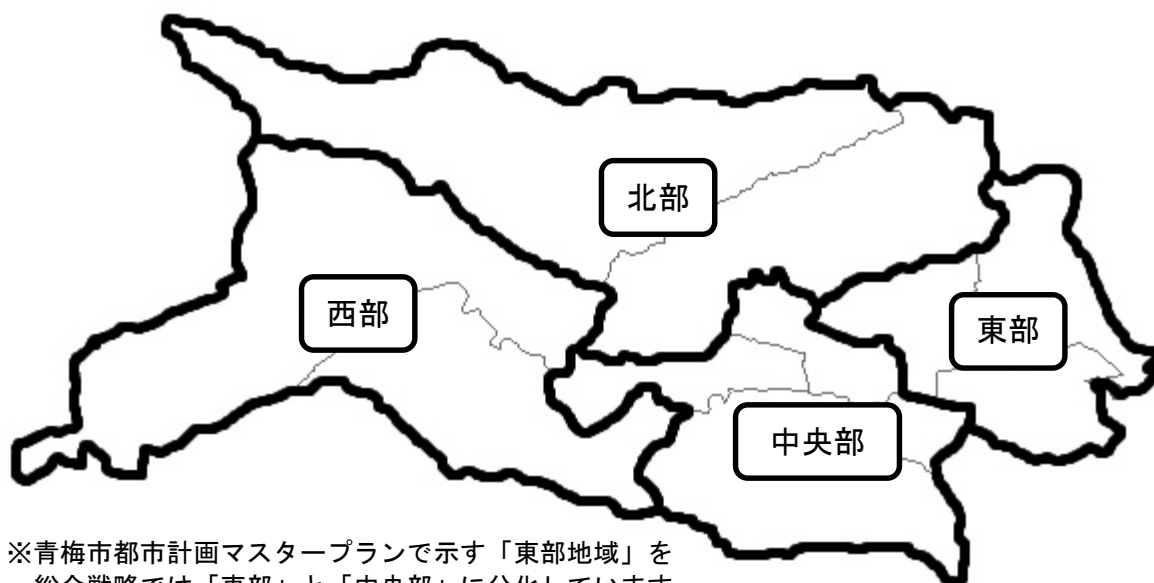 北部
西部
東部
中央部
※青梅市都市計画マスタープランで示す「東部地域」を
総合戦略では「東部」と「中央部」に分化しています